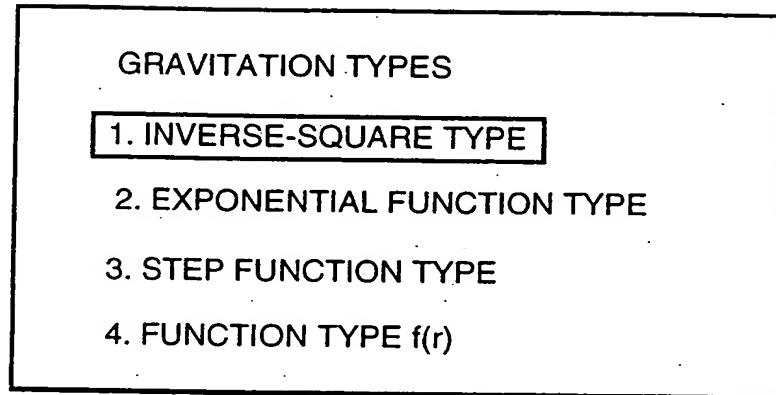 GRAVITATION TYPES
1. INVERSE-SQUARE TYPE
2. EXPONENTIAL FUNCTION TYPE
3. STEP FUNCTION TYPE
4. FUNCTION TYPE f(r)